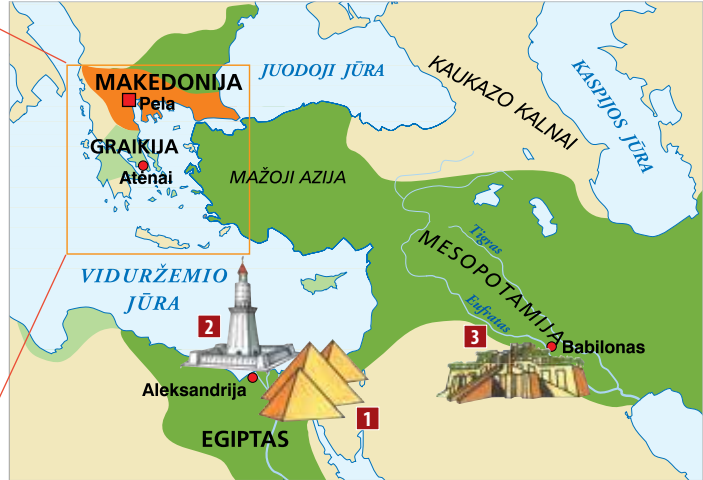 MAKEDONIJA
Pela
GRAIKIJA
Atėnai
JUODOJI JŪRA
KAUKAZO KALNAI
KASPIJOS JŪRA
MAŽOJI AZIJA
MESOPOTAMIJA
Tigras
Eufratas
VIDURŽEMIO
JŪRA
2
3
Babilonas
Aleksandrija
1
EGIPTAS